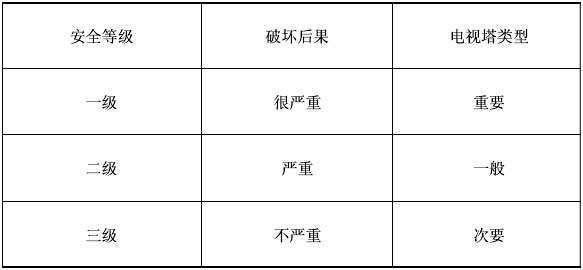 安全等级 破坏后果 电视塔类型
一级 很严重 重要
二级 严重 一般
三级 不严重 次要